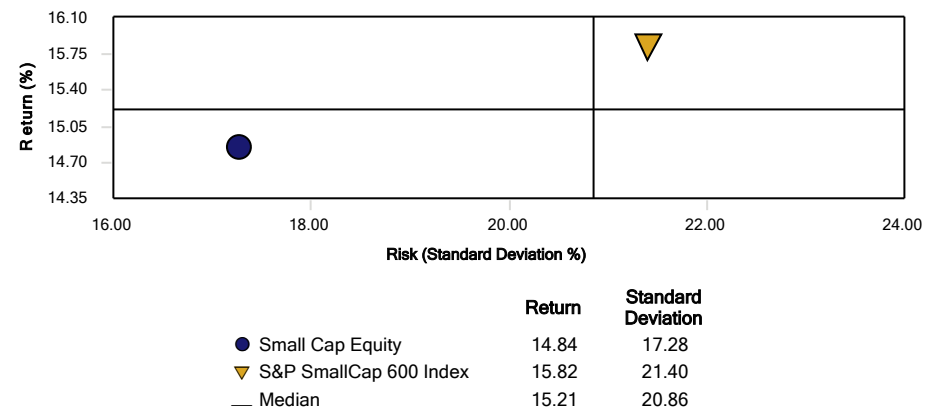 16.10
15.75
15.40
15.05
14.70
14.35
Return (%)
16.00 18.00 20.00 22.00 24.00
Risk (Standard Deviation %)
Return Standard Deviation
Small Cap Equity 14.84 17.28
S&P SmallCap 600 Index 15.82 21.40
Median 15.21 20.86